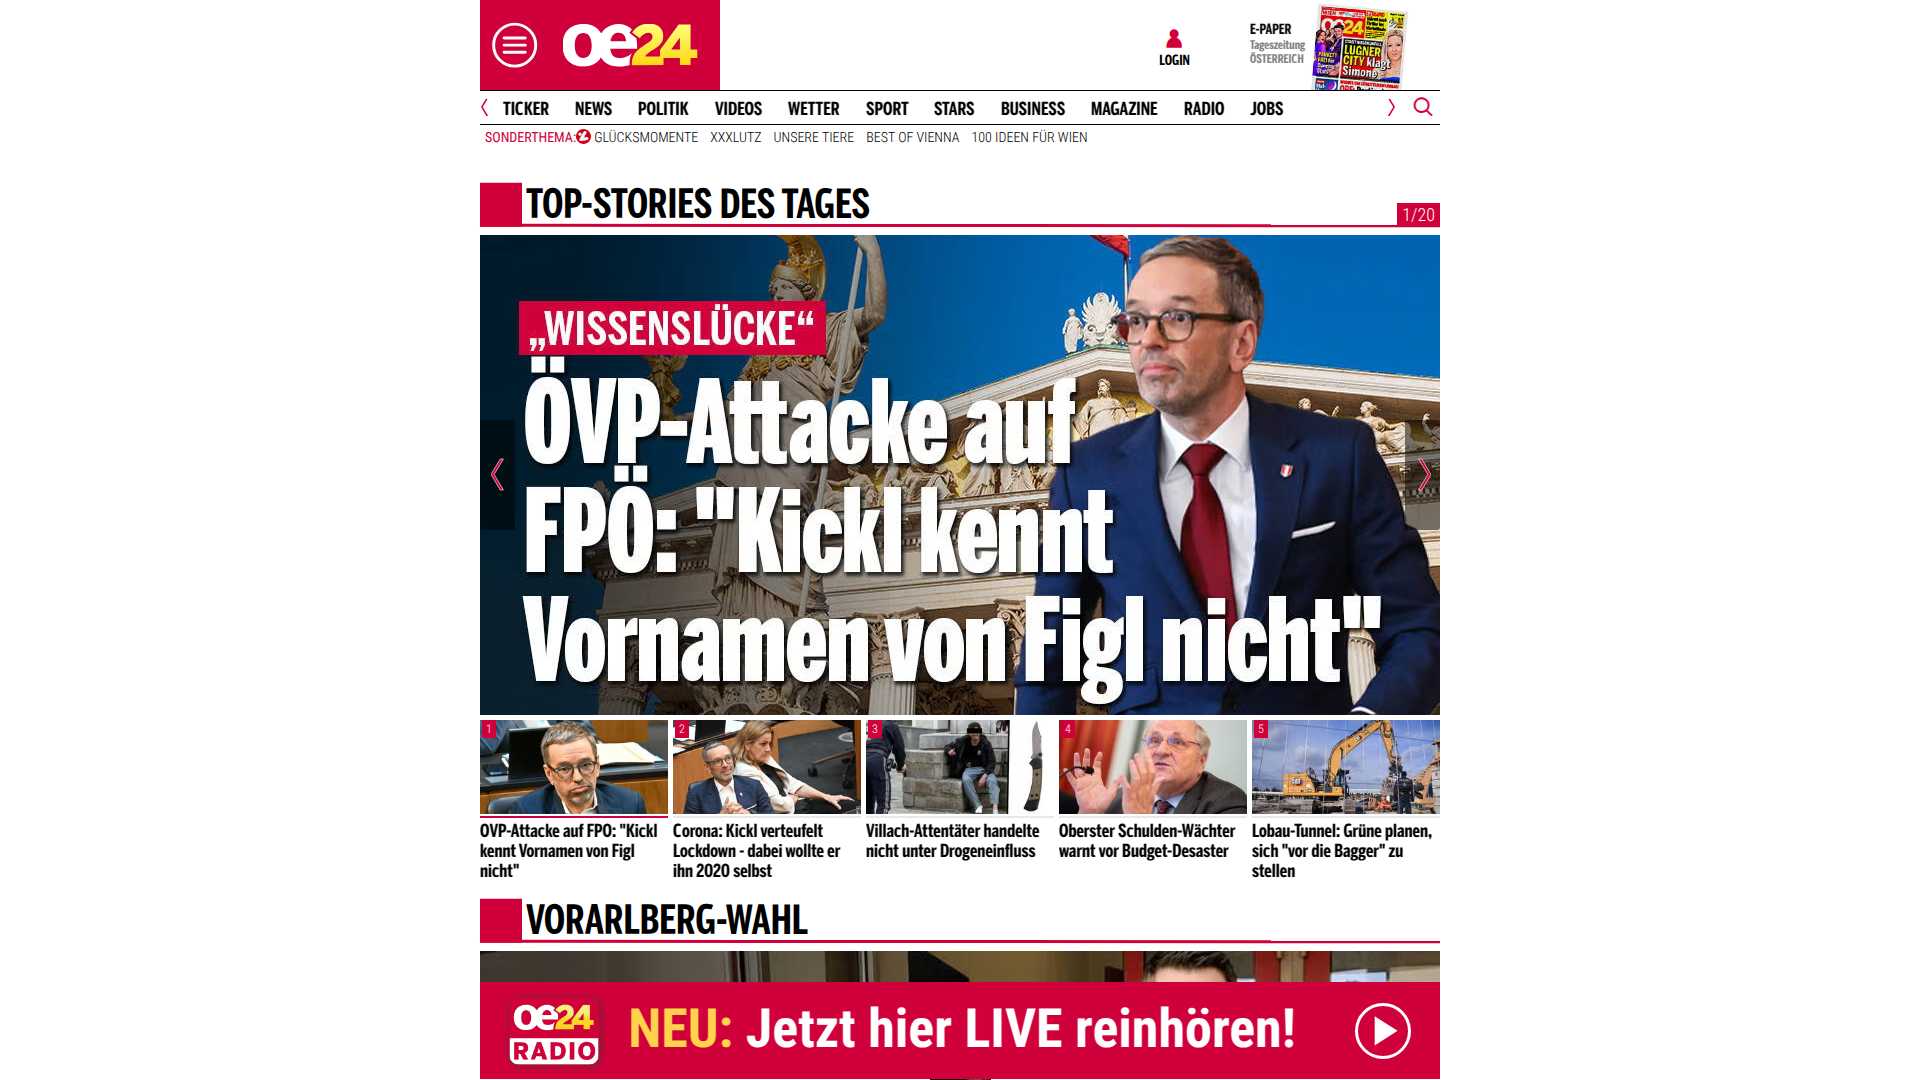 oe24
LOGIN
E-PAPER
Tageszeitung
ÖSTERREICH
oe24
LUGNER
CITY klagt
Simone
TICKER NEWS POLITIK VIDEOS WETTER SPORT STARS BUSINESS MAGAZINE RADIO JOBS
SONDERTHEMA: GLÜCKSMOMENTE XXXLUTZ UNSERE TIERE BEST OF VIENNA 100 IDEEN FÜR WIEN
TOP-STORIES DES TAGES
1/20
„WISSENSLÜCKE“
ÖVP-Attacke auf
FPÖ: "Kickl kennt
Vornamen von Figl nicht"
1
2
3
4
5
ÖVP-Attacke auf FPÖ: "Kickl
kennt Vornamen von Figl
nicht"
Corona: Kickl verteufelt
Lockdown - dabei wollte er
ihn 2020 selbst
Villach-Attentäter handelte
nicht unter Drogeneinfluss
Oberster Schulden-Wächter
warnt vor Budget-Desaster
Lobau-Tunnel: Grüne planen,
sich "vor die Bagger" zu
stellen
VORARLBERG-WAHL
oe24
RADIO
NEU: Jetzt hier LIVE reinhören!